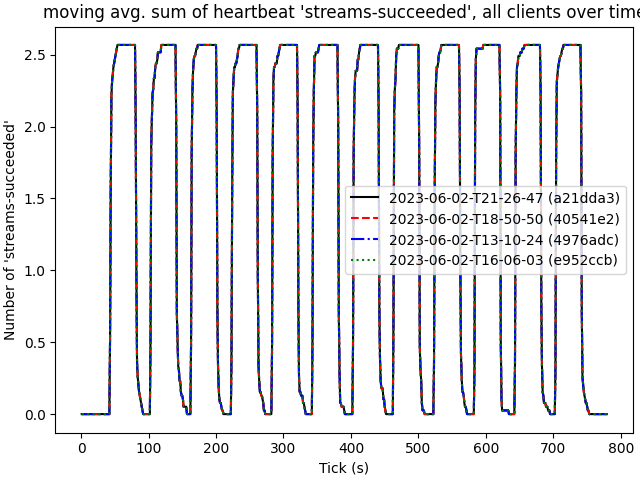 moving avg. sum of heartbeat 'streams-succeeded', all clients over time
Number of 'streams-succeeded'
2.5
2.0
1.5
1.0
0.5
0.0
2023-06-02-T21-26-47 (a21dda3)
2023-06-02-T18-50-50 (40541e2)
2023-06-02-T13-10-24 (4976adc)
2023-06-02-T16-06-03 (e952ccb)
0 100 200 300 400 500 600 700 800
Tick (s)